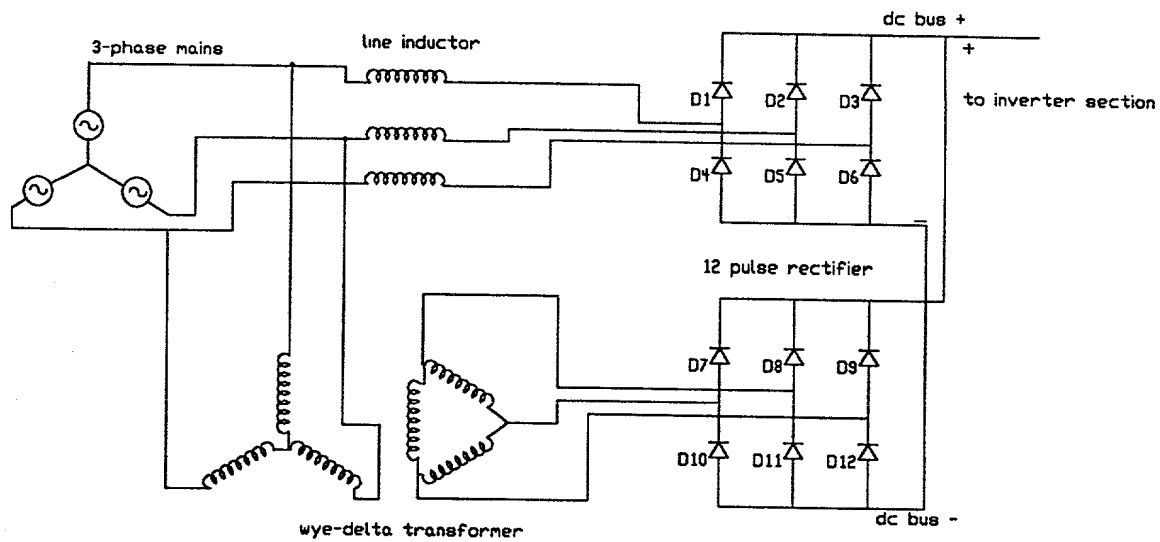 dc bus +
3-phase mains
line inductor
+
D1
D2
D3
to inverter section
D4
D5
D6
-
12 pulse rectifier
D7
D8
D9
D10
D11
D12
dc bus -
wye-delta transformer